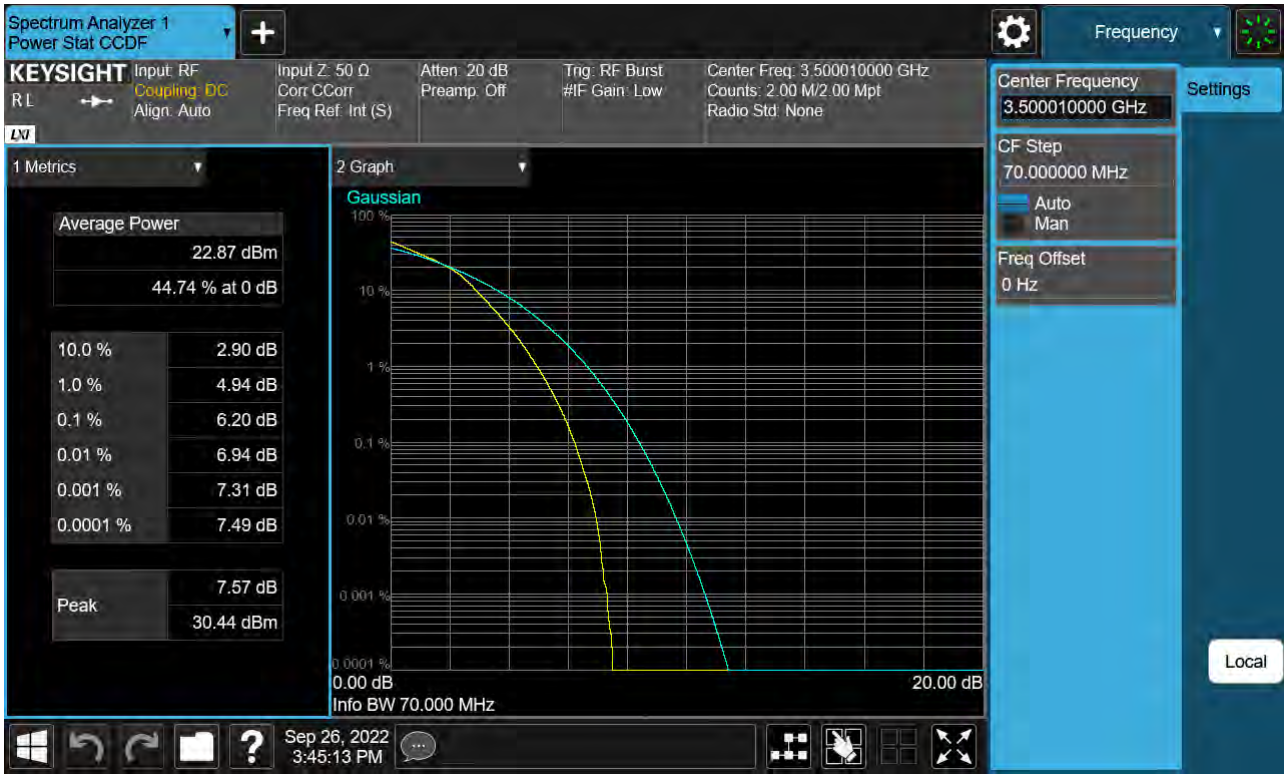 Spectrum Analyzer 1
Power Stat CCDF
+
Frequency
KEYSIGHT
RL
LXI
Input: RF
Coupling: DC
Align: Auto
Input Z: 50 Ω
Corr CCorr
Freq Ref: Int (S)
Atten: 20 dB
Preamp: Off
Trig: RF Burst
#IF Gain: Low
Center Freq: 3.500010000 GHz
Counts: 2.00 M/2.00 Mpt
Radio Std: None
Center Frequency
3.500010000 GHz
Settings
CF Step
70.000000 MHz
Auto
Man
Freq Offset
0 Hz
1 Metrics
Average Power
22.87 dBm
44.74 % at 0 dB
10.0 % 2.90 dB
1.0 % 4.94 dB
0.1 % 6.20 dB
0.01 % 6.94 dB
0.001 % 7.31 dB
0.0001 % 7.49 dB
Peak
7.57 dB
30.44 dBm
2 Graph
Gaussian
100 %
10 %
1 %
0.1 %
0.01 %
0.001 %
0.0001 %
0.00 dB 20.00 dB
Info BW 70.000 MHz
Local
?
Sep 26, 2022
3:45:13 PM